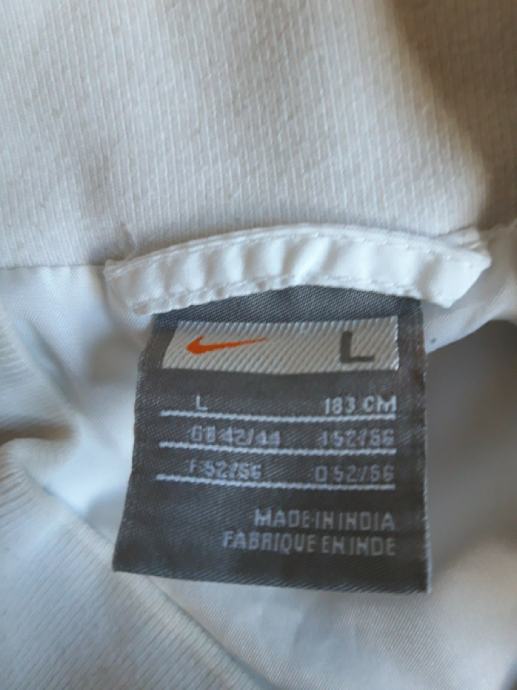 L
L 183 CM
GB 42/44 I 52/56
F 52/56 D 52/56
MADE IN INDIA
FABRIQUE EN INDE